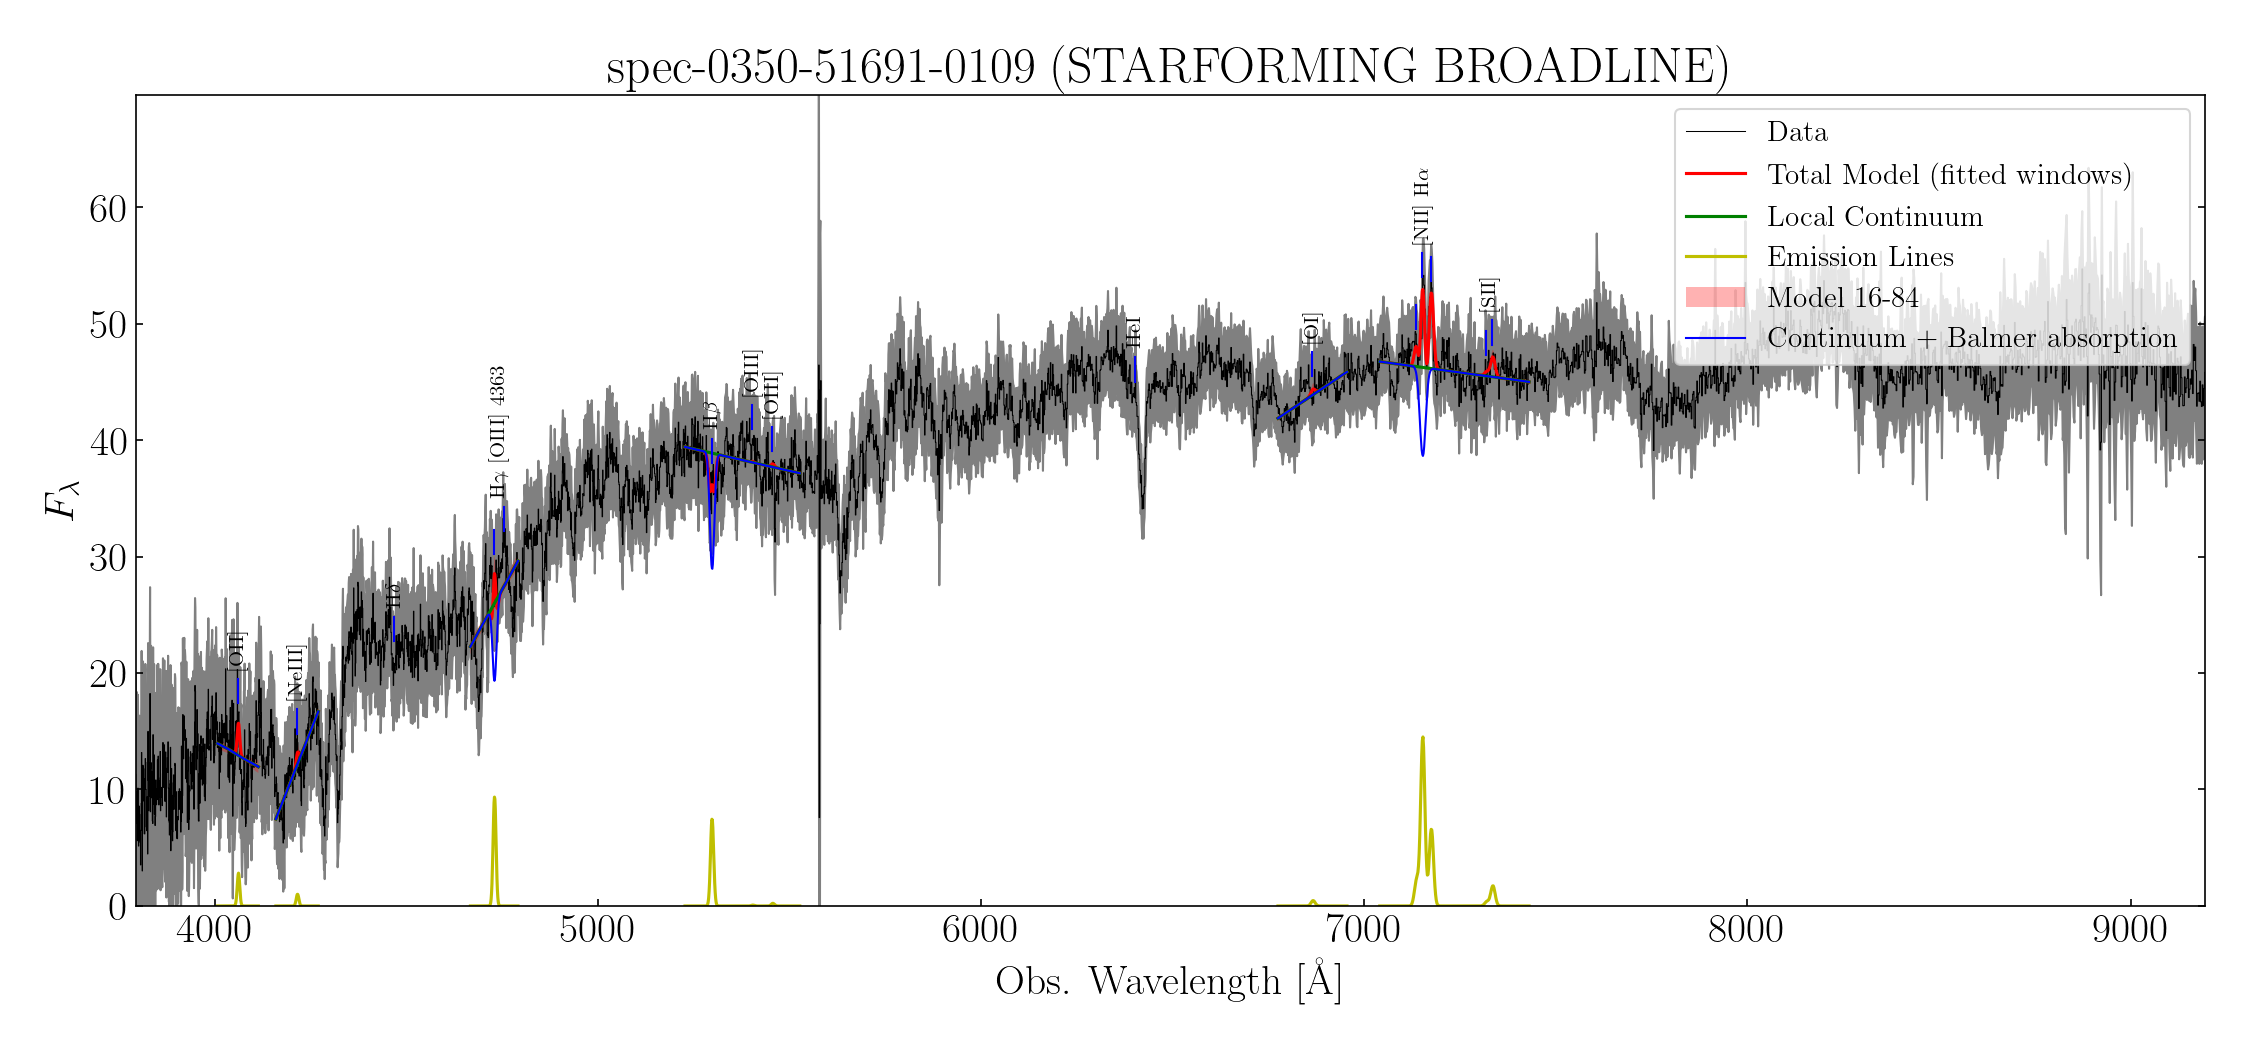 spec-0350-51691-0109 (STARFORMING BROADLINE)
Data
Total Model (fitted windows)
Local Continuum
Emission Lines
Model 16-84
Continuum + Balmer absorption
[OII]
[NeIII]
Hδ
Hγ [OIII] 4363
Hβ
[OIII]
[OIII]
HeI
[OI]
[NII] Hα
[SII]
60
50
40
30
20
10
0
F_λ
4000
5000
6000
7000
8000
9000
Obs. Wavelength [Å]